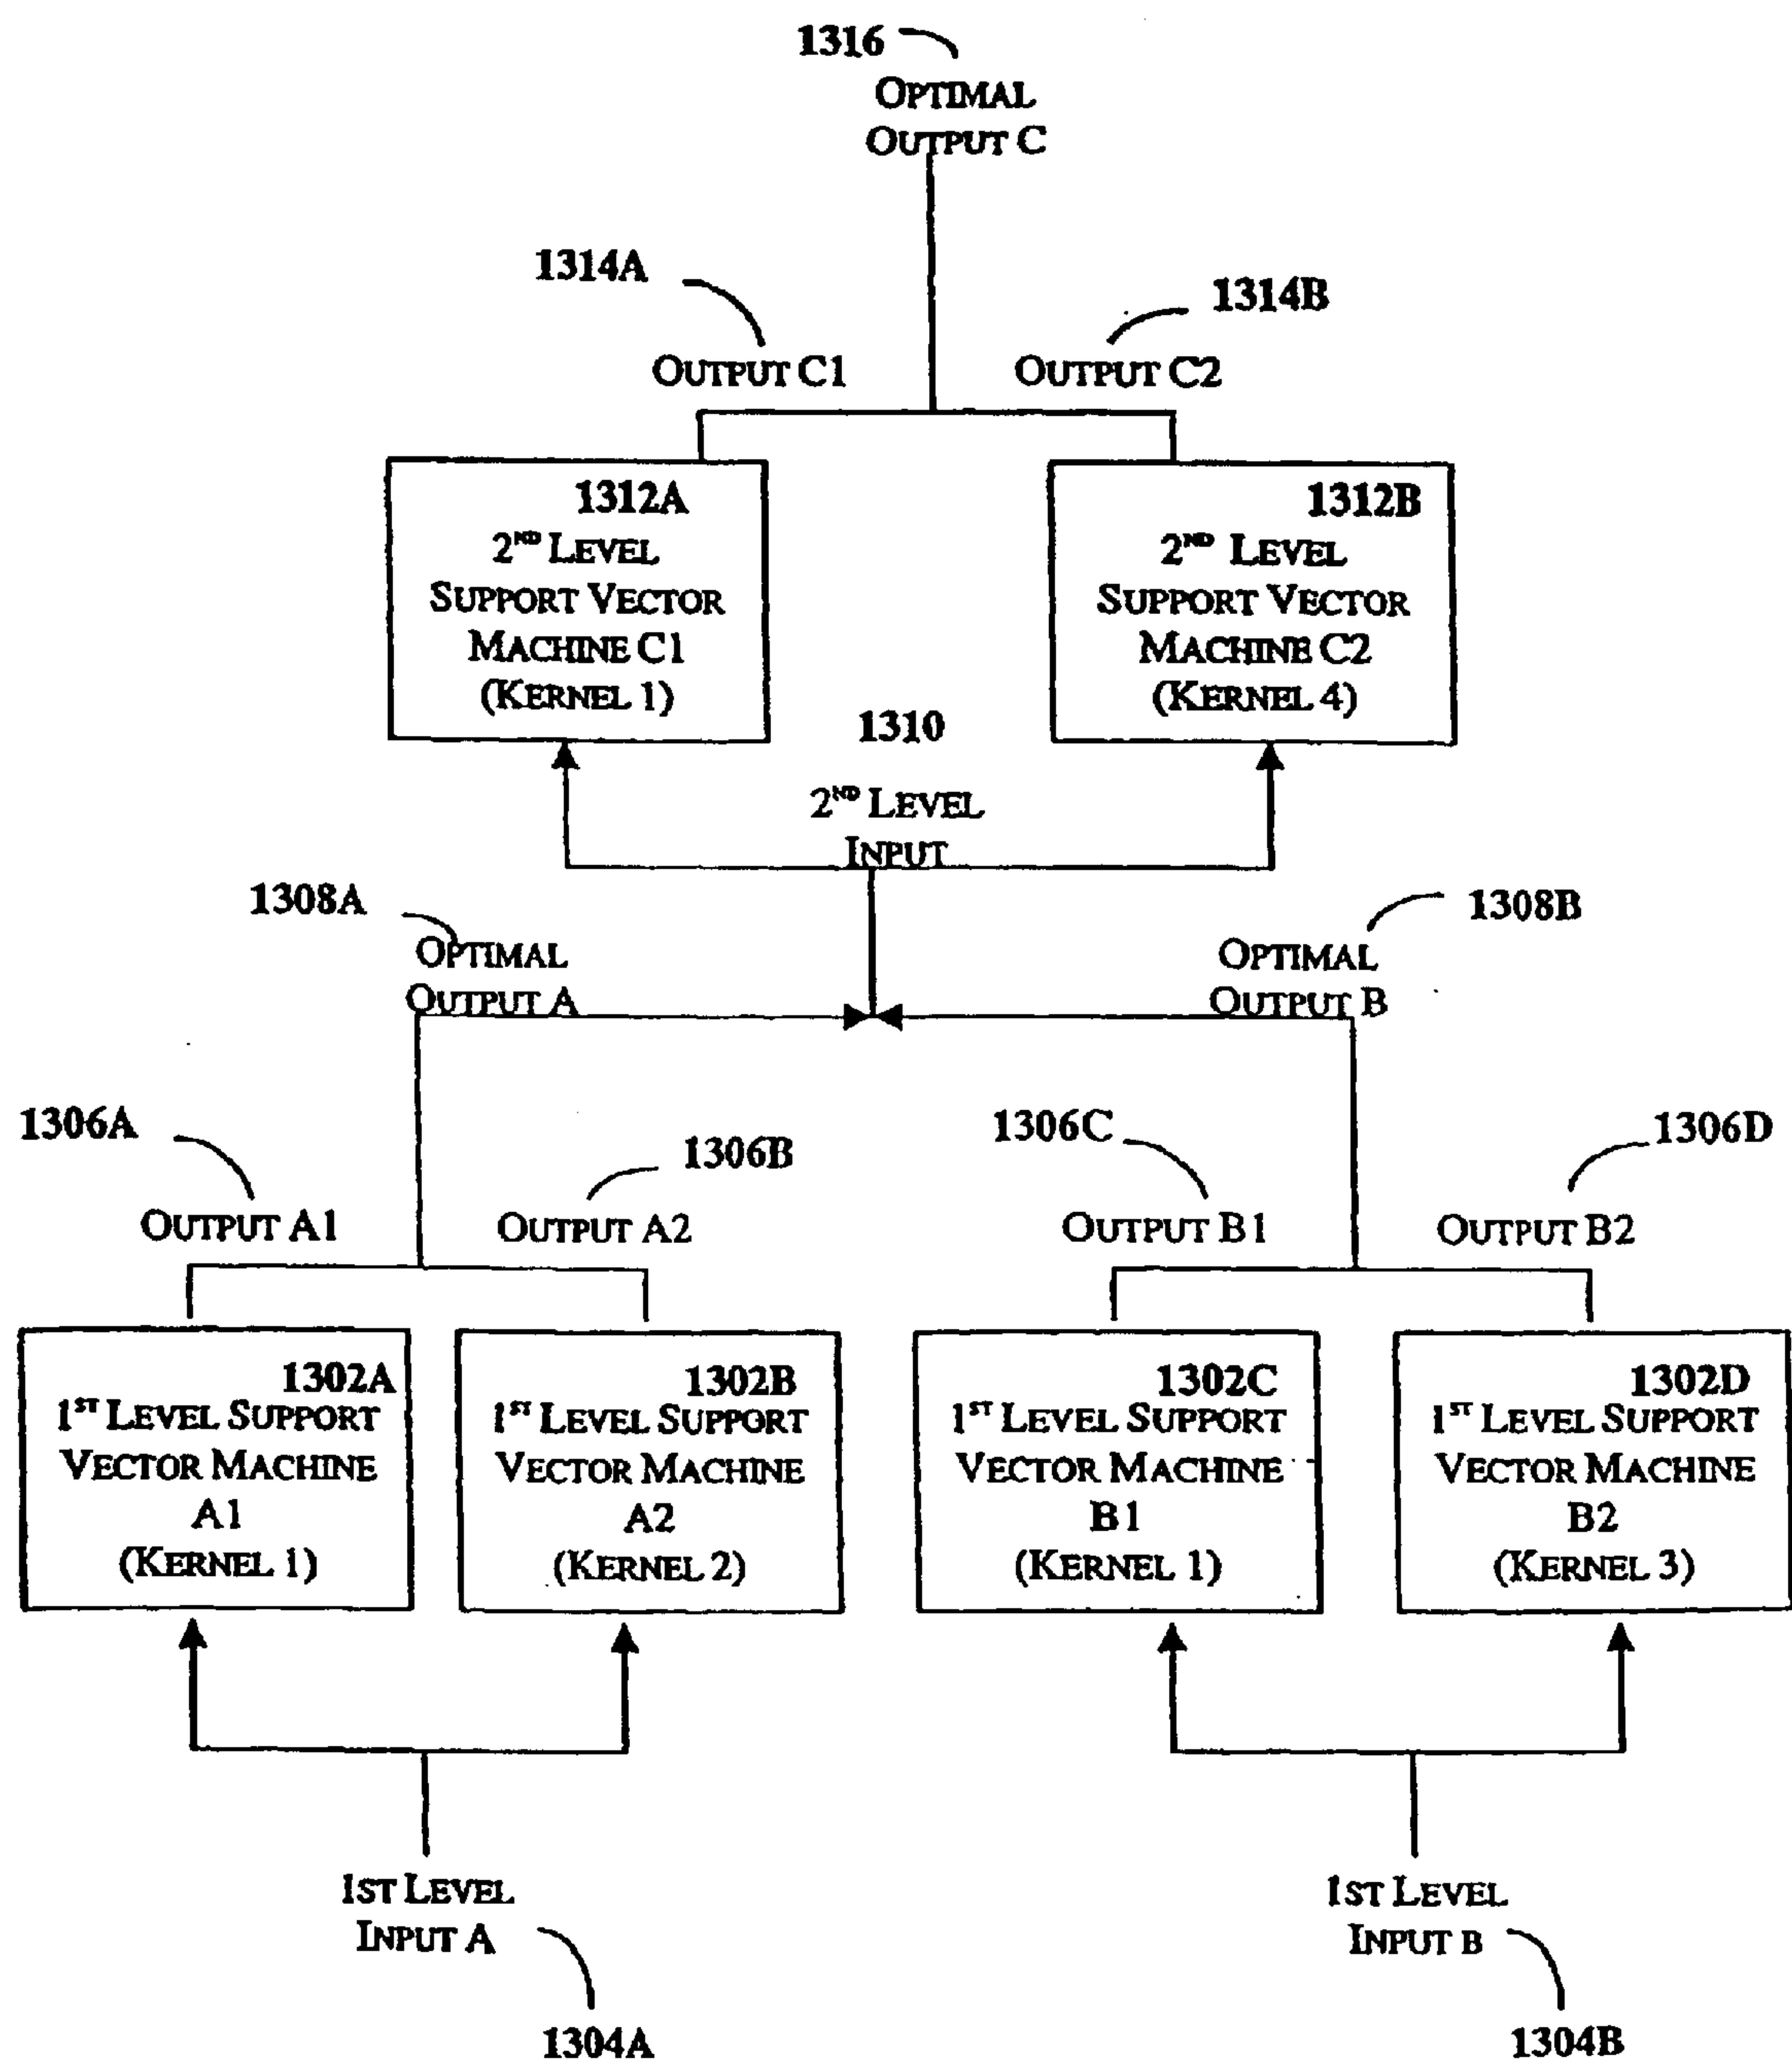 1316
OPTIMAL
OUTPUT C
1314A
1314B
OUTPUT C1
OUTPUT C2
1312A
2ND LEVEL
SUPPORT VECTOR
MACHINE C1
(KERNEL 1)
1312B
2ND LEVEL
SUPPORT VECTOR
MACHINE C2
(KERNEL 4)
1310
2ND LEVEL
INPUT
1308A
OPTIMAL
OUTPUT A
1308B
OPTIMAL
OUTPUT B
1306A
OUTPUT A1
1306B
OUTPUT A2
1306C
OUTPUT B1
1306D
OUTPUT B2
1302A
1ST LEVEL SUPPORT
VECTOR MACHINE
A1
(KERNEL 1)
1302B
1ST LEVEL SUPPORT
VECTOR MACHINE
A2
(KERNEL 2)
1302C
1ST LEVEL SUPPORT
VECTOR MACHINE
B1
(KERNEL 1)
1302D
1ST LEVEL SUPPORT
VECTOR MACHINE
B2
(KERNEL 3)
1ST LEVEL
INPUT A
1304A
1ST LEVEL
INPUT B
1304B